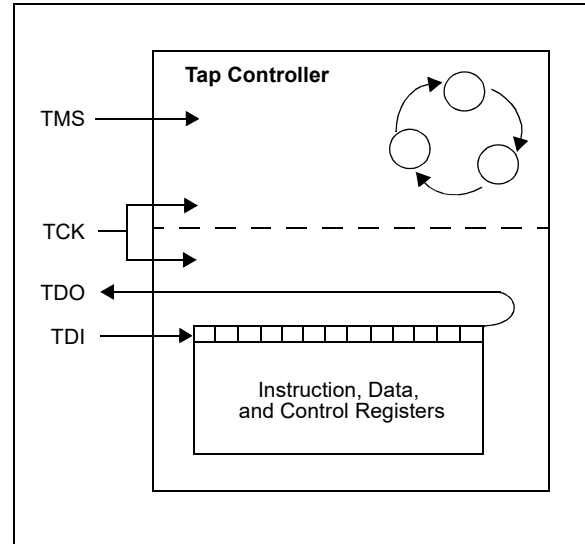 Tap Controller
TMS
TCK
TDO
TDI
Instruction, Data,
and Control Registers